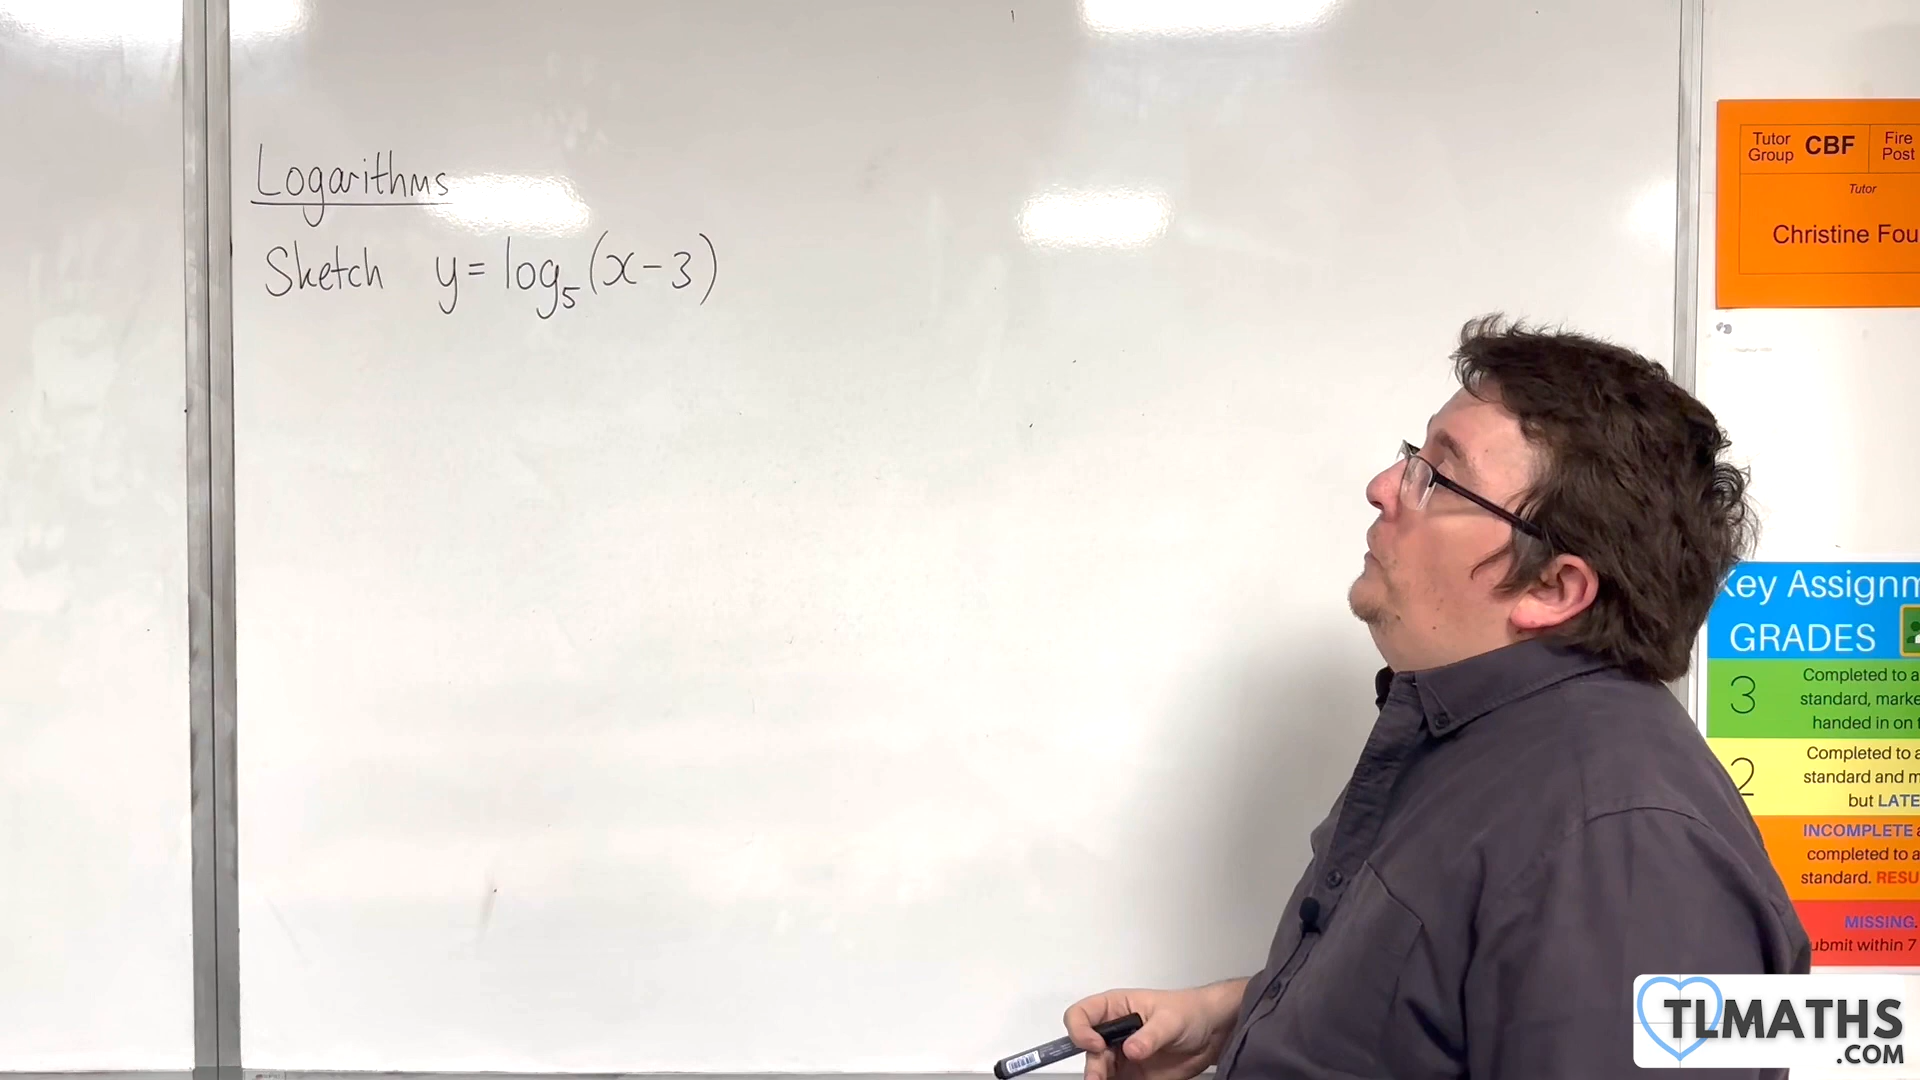 Logarithms
Sketch y = log₅(x-3)
Tutor Group CBF Fire Post
Tutor
Christine Fou
Key Assignm
GRADES
3 Completed to a
standard, marke
handed in on t
2 Completed to a
standard and m
but LATE
INCOMPLETE a
completed to a
standard. RESU
MISSING.
ubmit within 7
TLMATHS
.COM